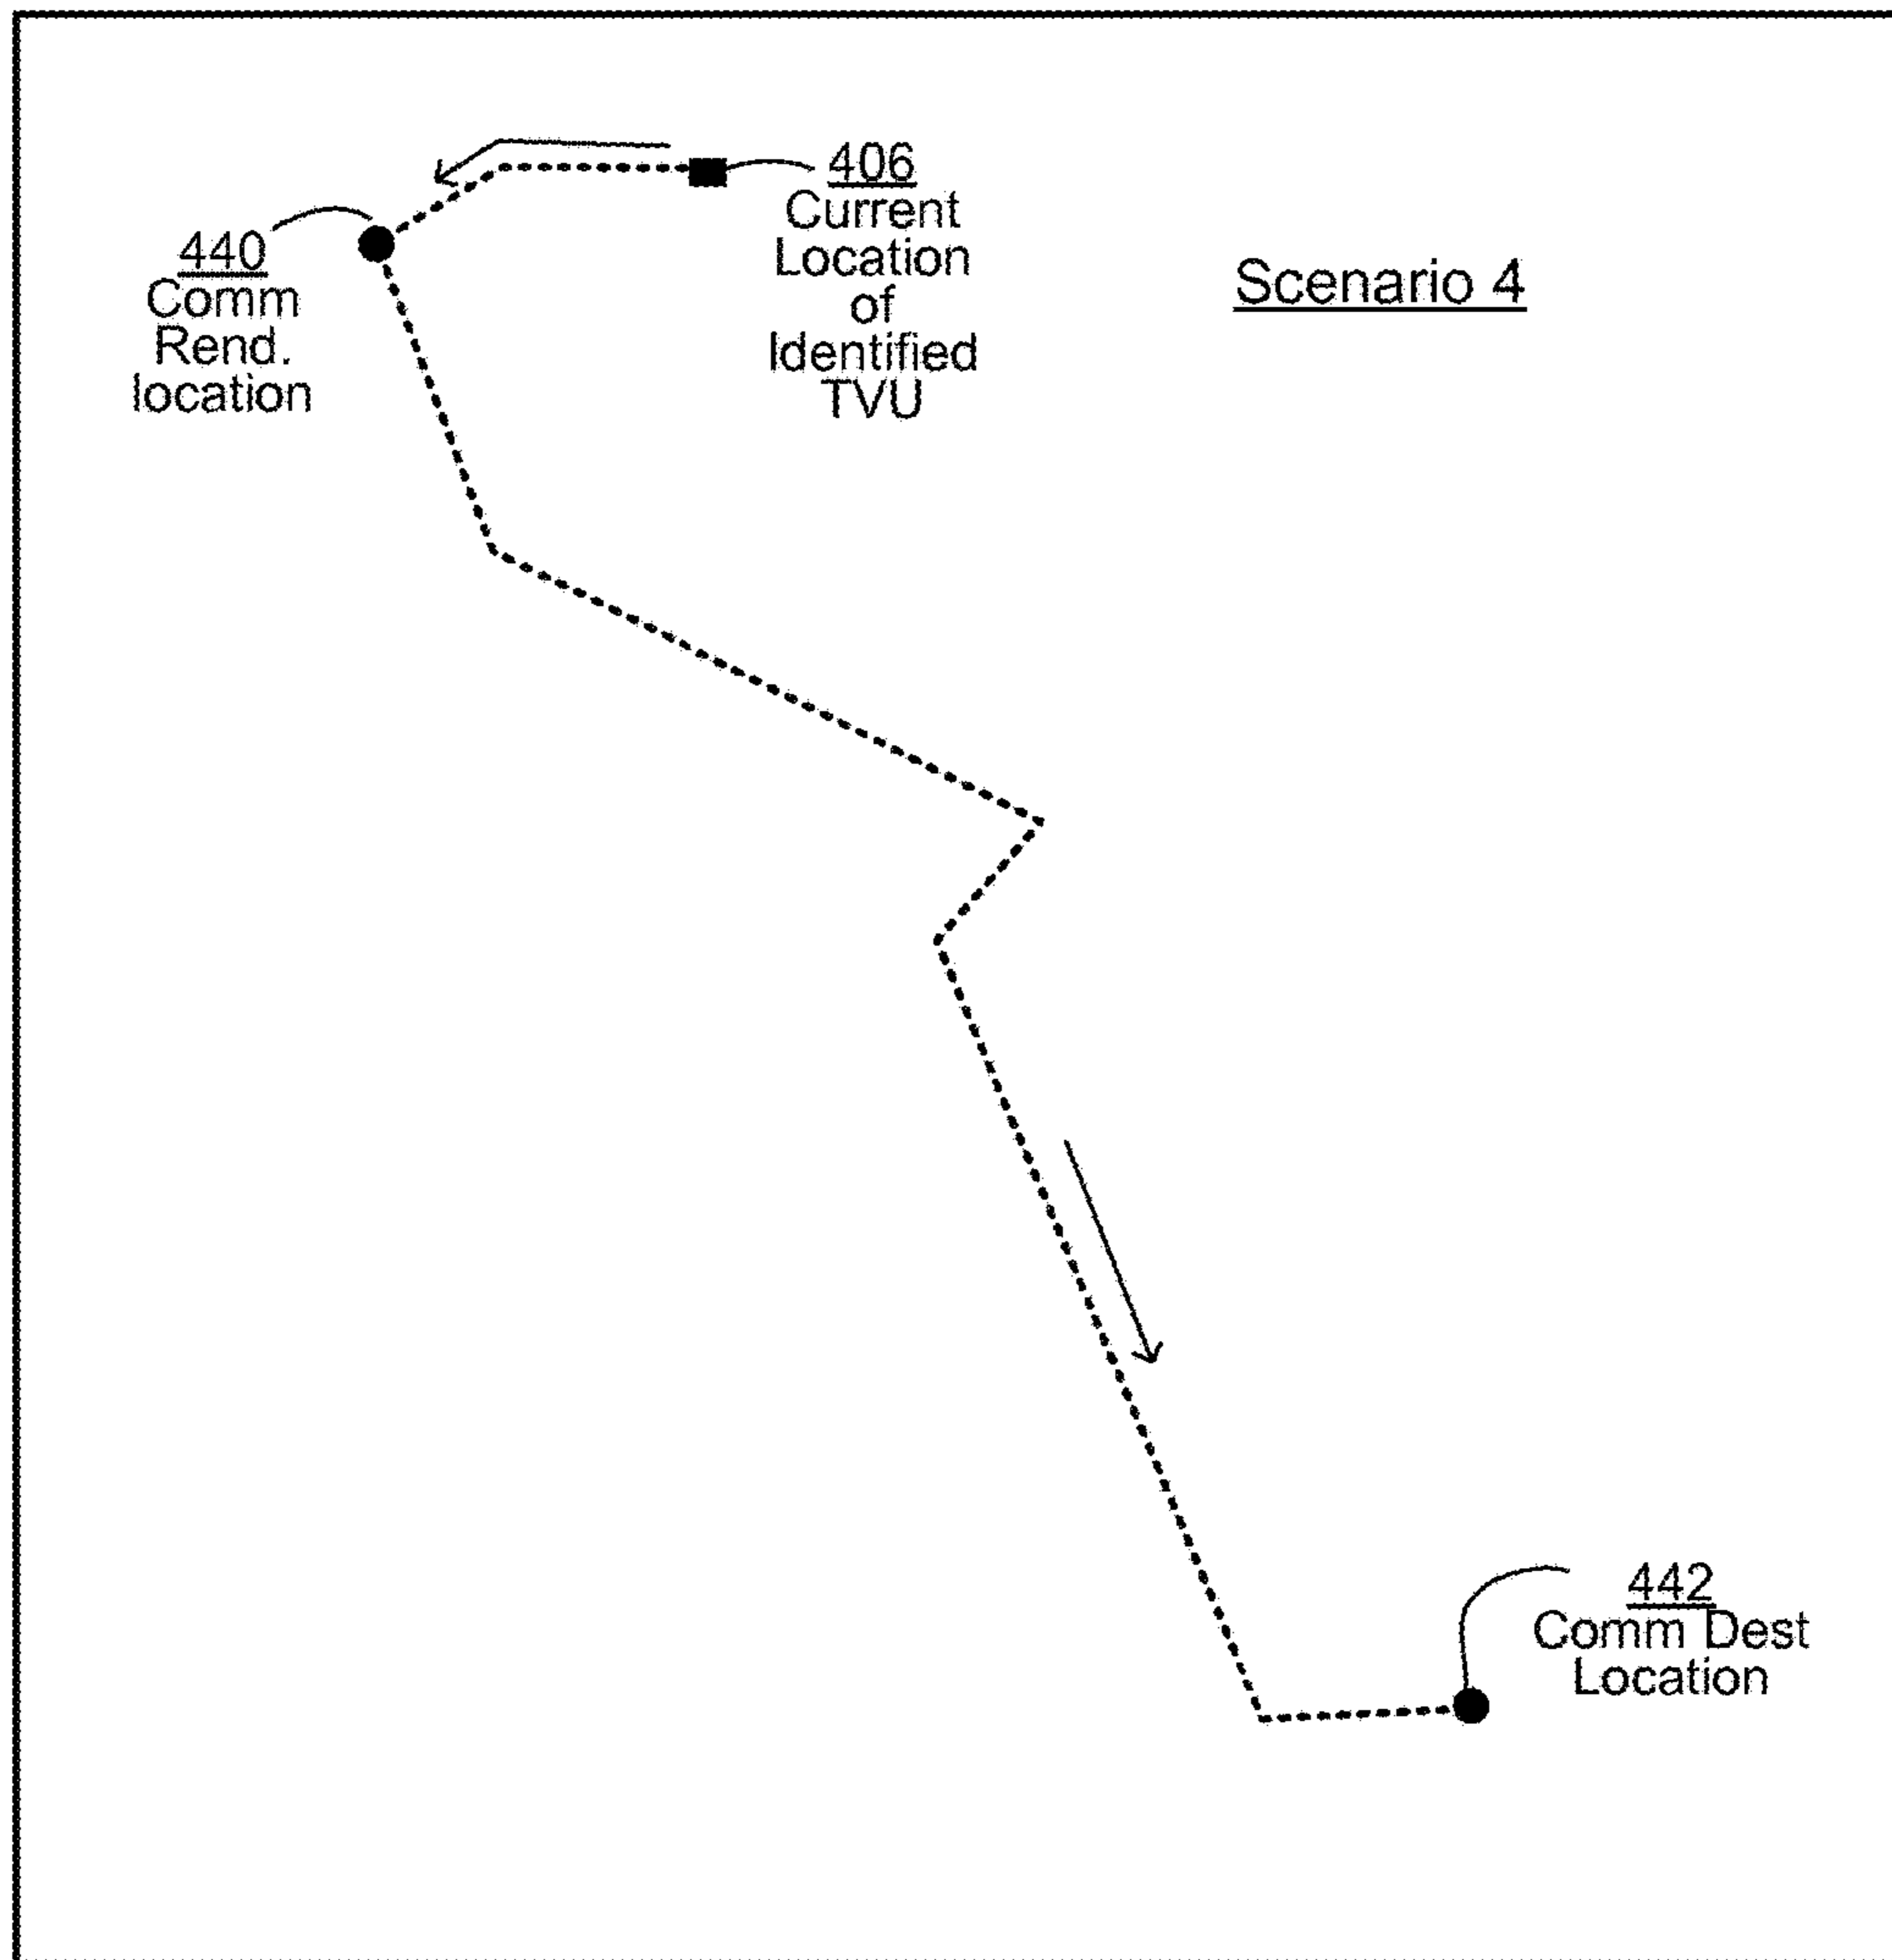 406
Current
Location
of
Identified
TVU
440
Comm
Rend.
location
Scenario 4
442
Comm Dest
Location